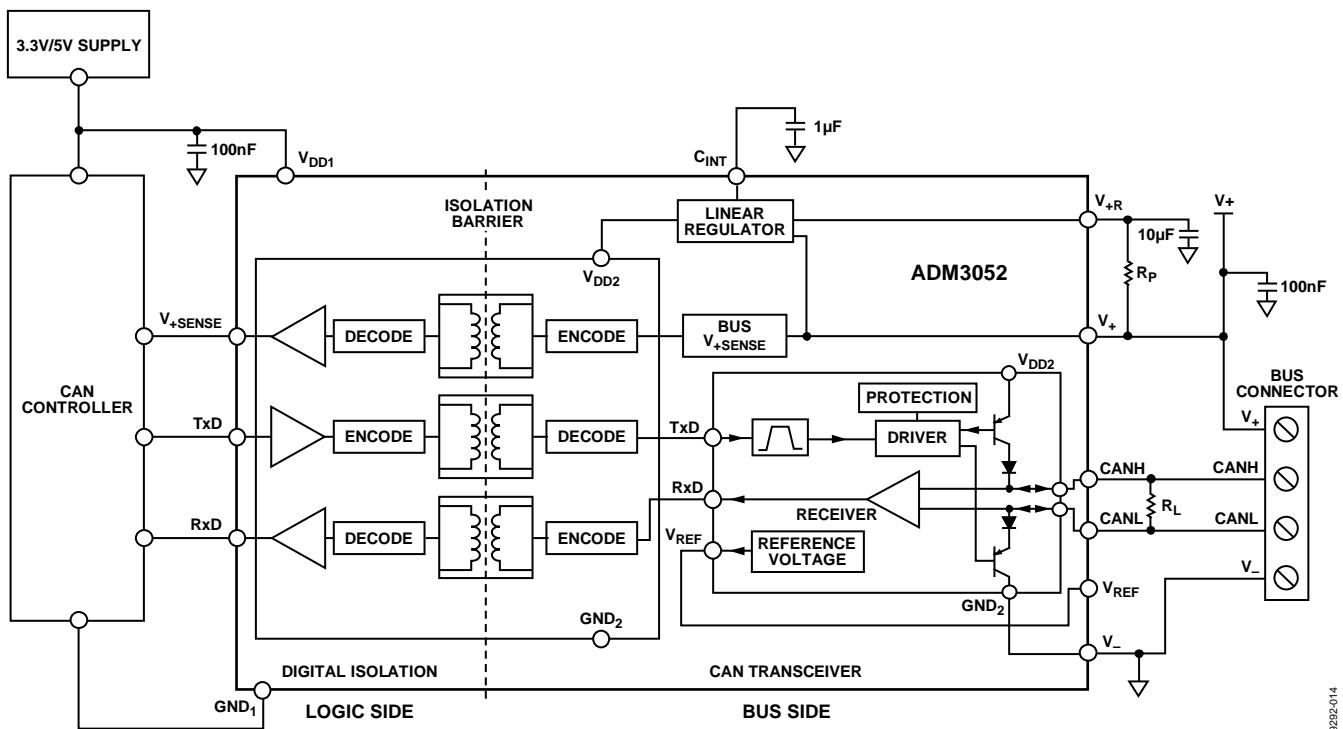 3.3V/5V SUPPLY
100nF
VDD1
CINT
1µF
ISOLATION
BARRIER
LINEAR
REGULATOR
V+R
10µF
V+
RP
100nF
ADM3052
VDD2
V+SENSE
DECODE
ENCODE
BUS
V+SENSE
V+
CAN
CONTROLLER
VDD2
BUS
CONNECTOR
PROTECTION
V+
TxD
ENCODE
DECODE
TxD
DRIVER
CANH
CANH
RxD
RECEIVER
RL
CANL
CANL
RxD
DECODE
ENCODE
VREF
REFERENCE
VOLTAGE
V–
GND2
VREF
GND2
V–
DIGITAL ISOLATION
CAN TRANSCEIVER
GND1
LOGIC SIDE
BUS SIDE